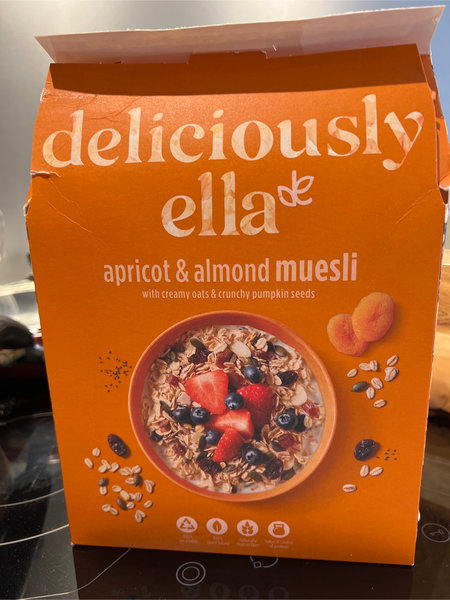 deliciously
ella
apricot & almond muesli
with creamy oats & crunchy pumpkin seeds